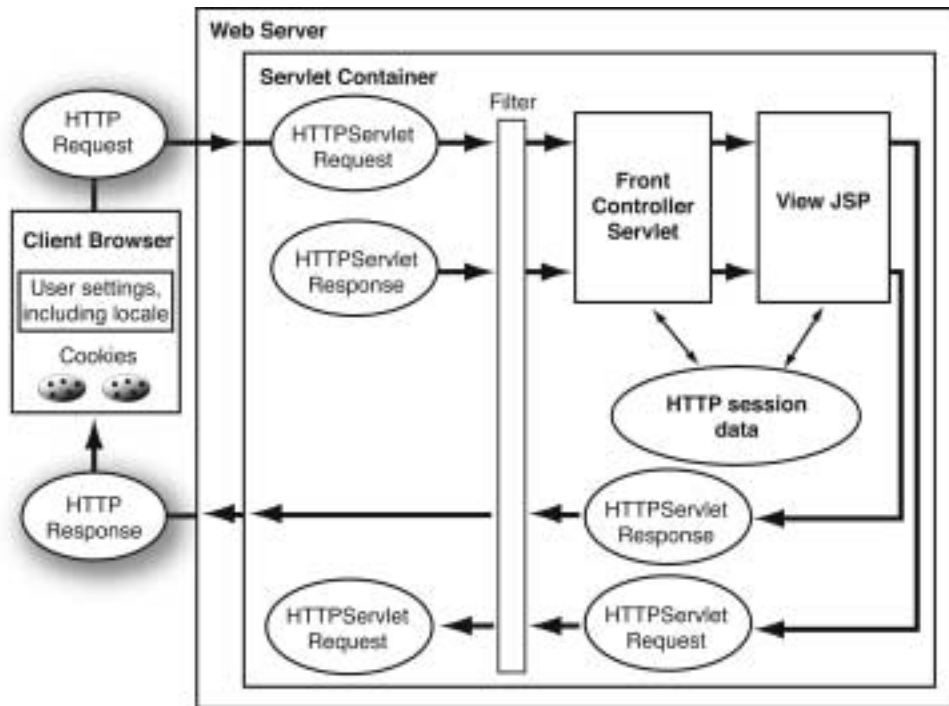 Web Server
Servlet Container
Filter
HTTP
Request
HTTPServlet
Request
Front
Controller
Servlet
View JSP
Client Browser
User settings,
including locale
Cookies
HTTPServlet
Response
HTTP session
data
HTTP
Response
HTTPServlet
Response
HTTPServlet
Request
HTTPServlet
Request